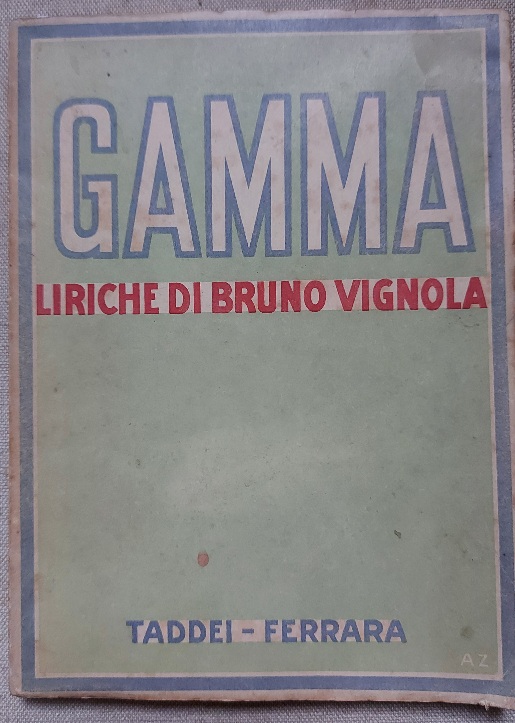 GAMMA
LIRICHE DI BRUNO VIGNOLA
TADDEI - FERRARA
AZ